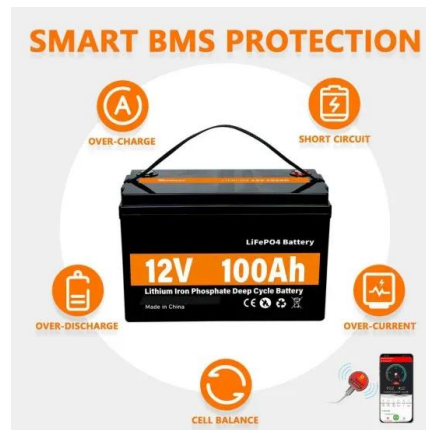 SMART BMS PROTECTION
A
OVER-CHARGE
SHORT CIRCUIT
LiFePO4 Battery
12V 100Ah
Lithium Iron Phosphate Deep Cycle Battery
Made in China
CE
OVER-DISCHARGE
OVER-CURRENT
CELL BALANCE